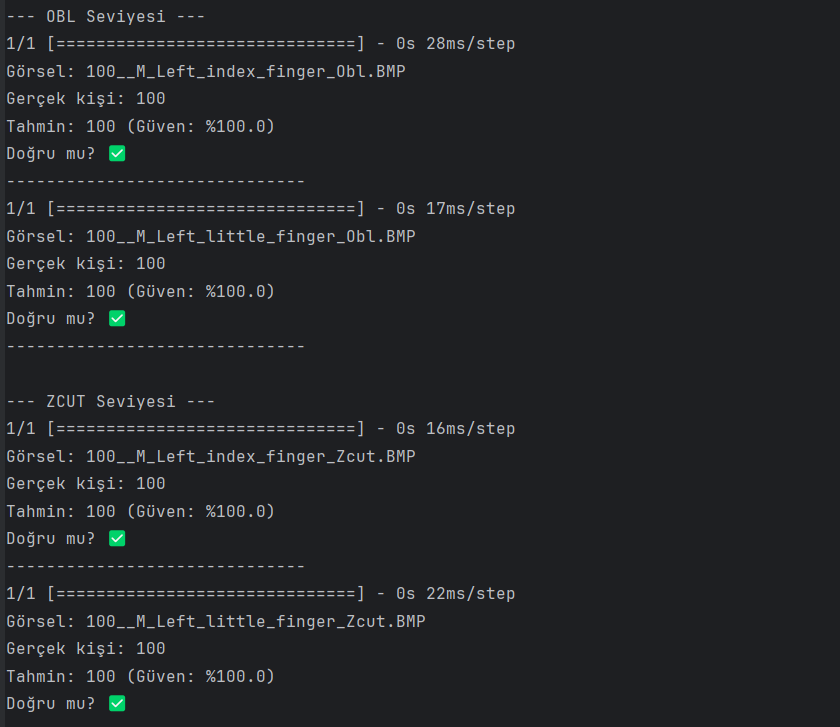 --- OBL Seviyesi ---
1/1 [==============================] - 0s 28ms/step
Görsel: 100__M_Left_index_finger_Obl.BMP
Gerçek kişi: 100
Tahmin: 100 (Güven: %100.0)
Doğru mu? ✅
------------------------------
1/1 [==============================] - 0s 17ms/step
Görsel: 100__M_Left_little_finger_Obl.BMP
Gerçek kişi: 100
Tahmin: 100 (Güven: %100.0)
Doğru mu? ✅
------------------------------
--- ZCUT Seviyesi ---
1/1 [==============================] - 0s 16ms/step
Görsel: 100__M_Left_index_finger_Zcut.BMP
Gerçek kişi: 100
Tahmin: 100 (Güven: %100.0)
Doğru mu? ✅
------------------------------
1/1 [==============================] - 0s 22ms/step
Görsel: 100__M_Left_little_finger_Zcut.BMP
Gerçek kişi: 100
Tahmin: 100 (Güven: %100.0)
Doğru mu? ✅